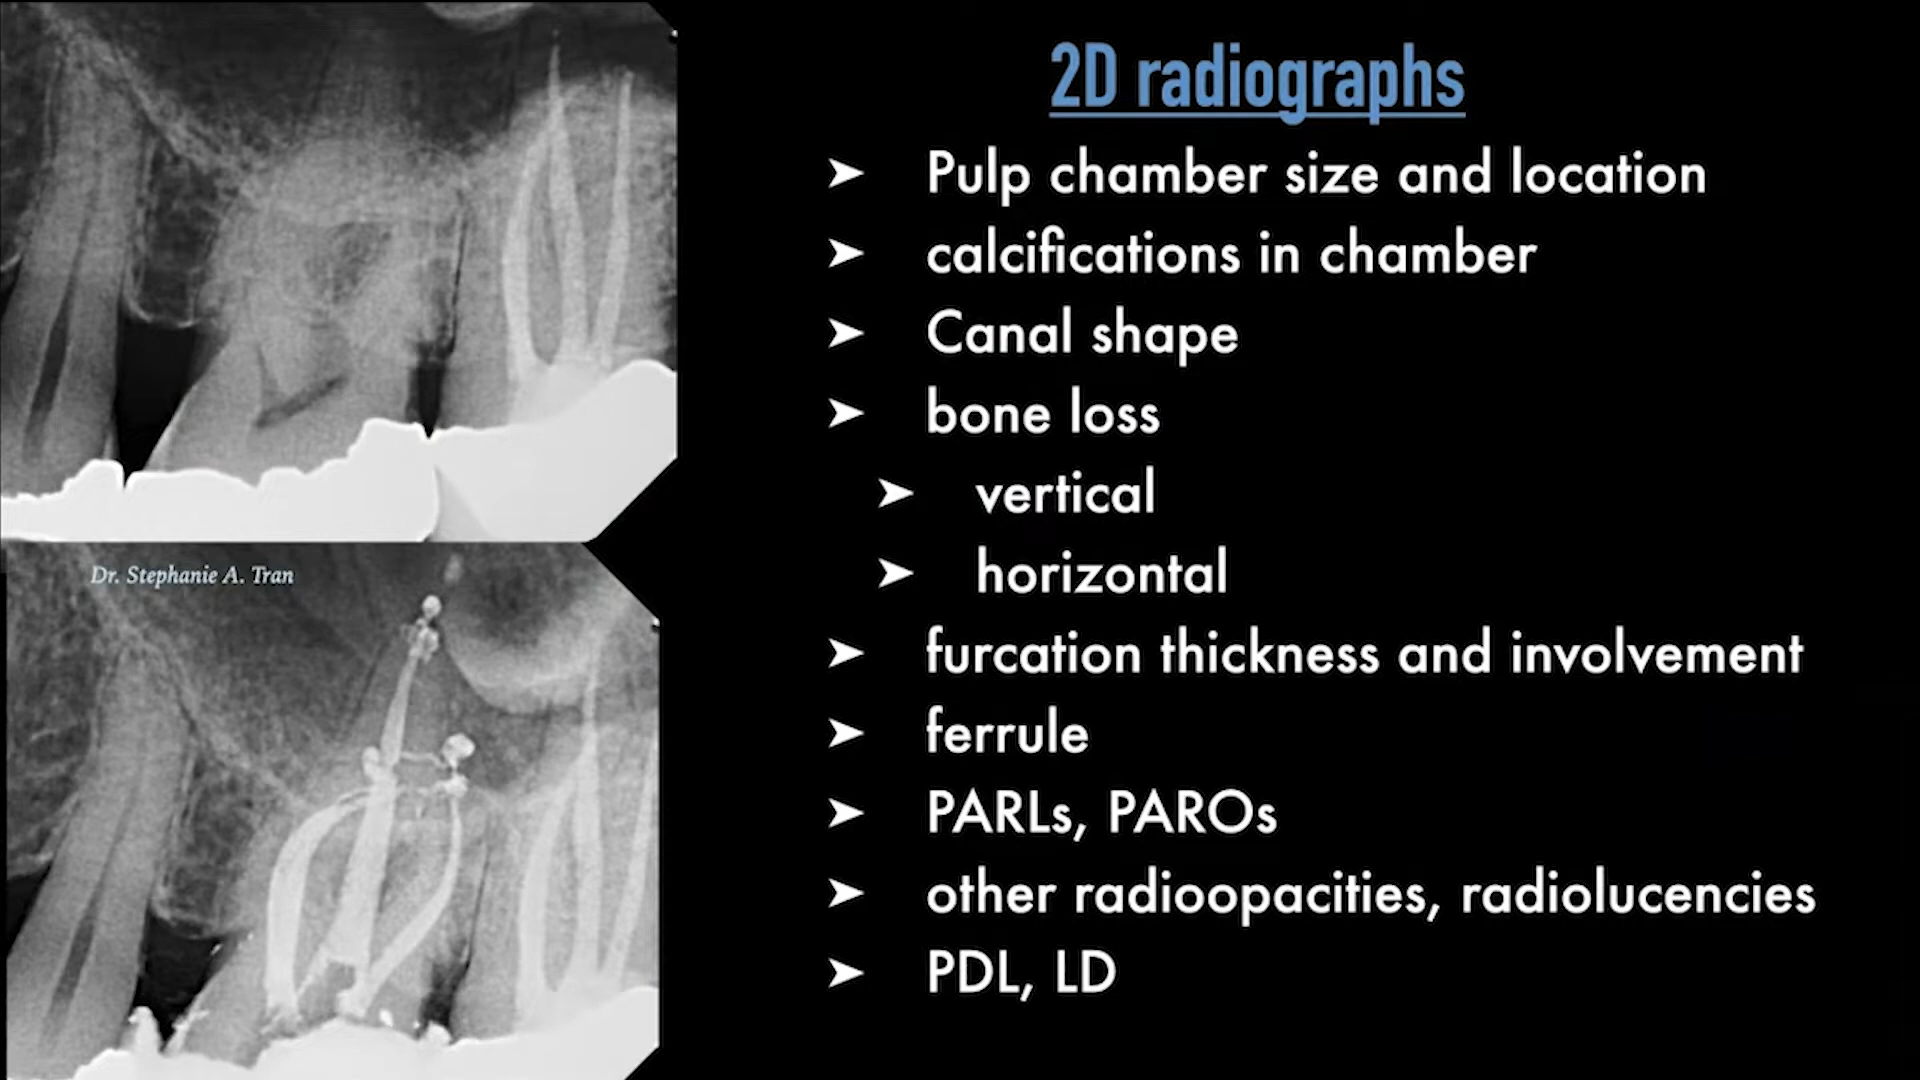 2D radiographs
➤ Pulp chamber size and location
➤ calcifications in chamber
➤ Canal shape
➤ bone loss
➤ vertical
➤ horizontal
➤ furcation thickness and involvement
➤ ferrule
➤ PARLs, PAROs
➤ other radioopacities, radiolucencies
➤ PDL, LD
Dr. Stephanie A. Tran